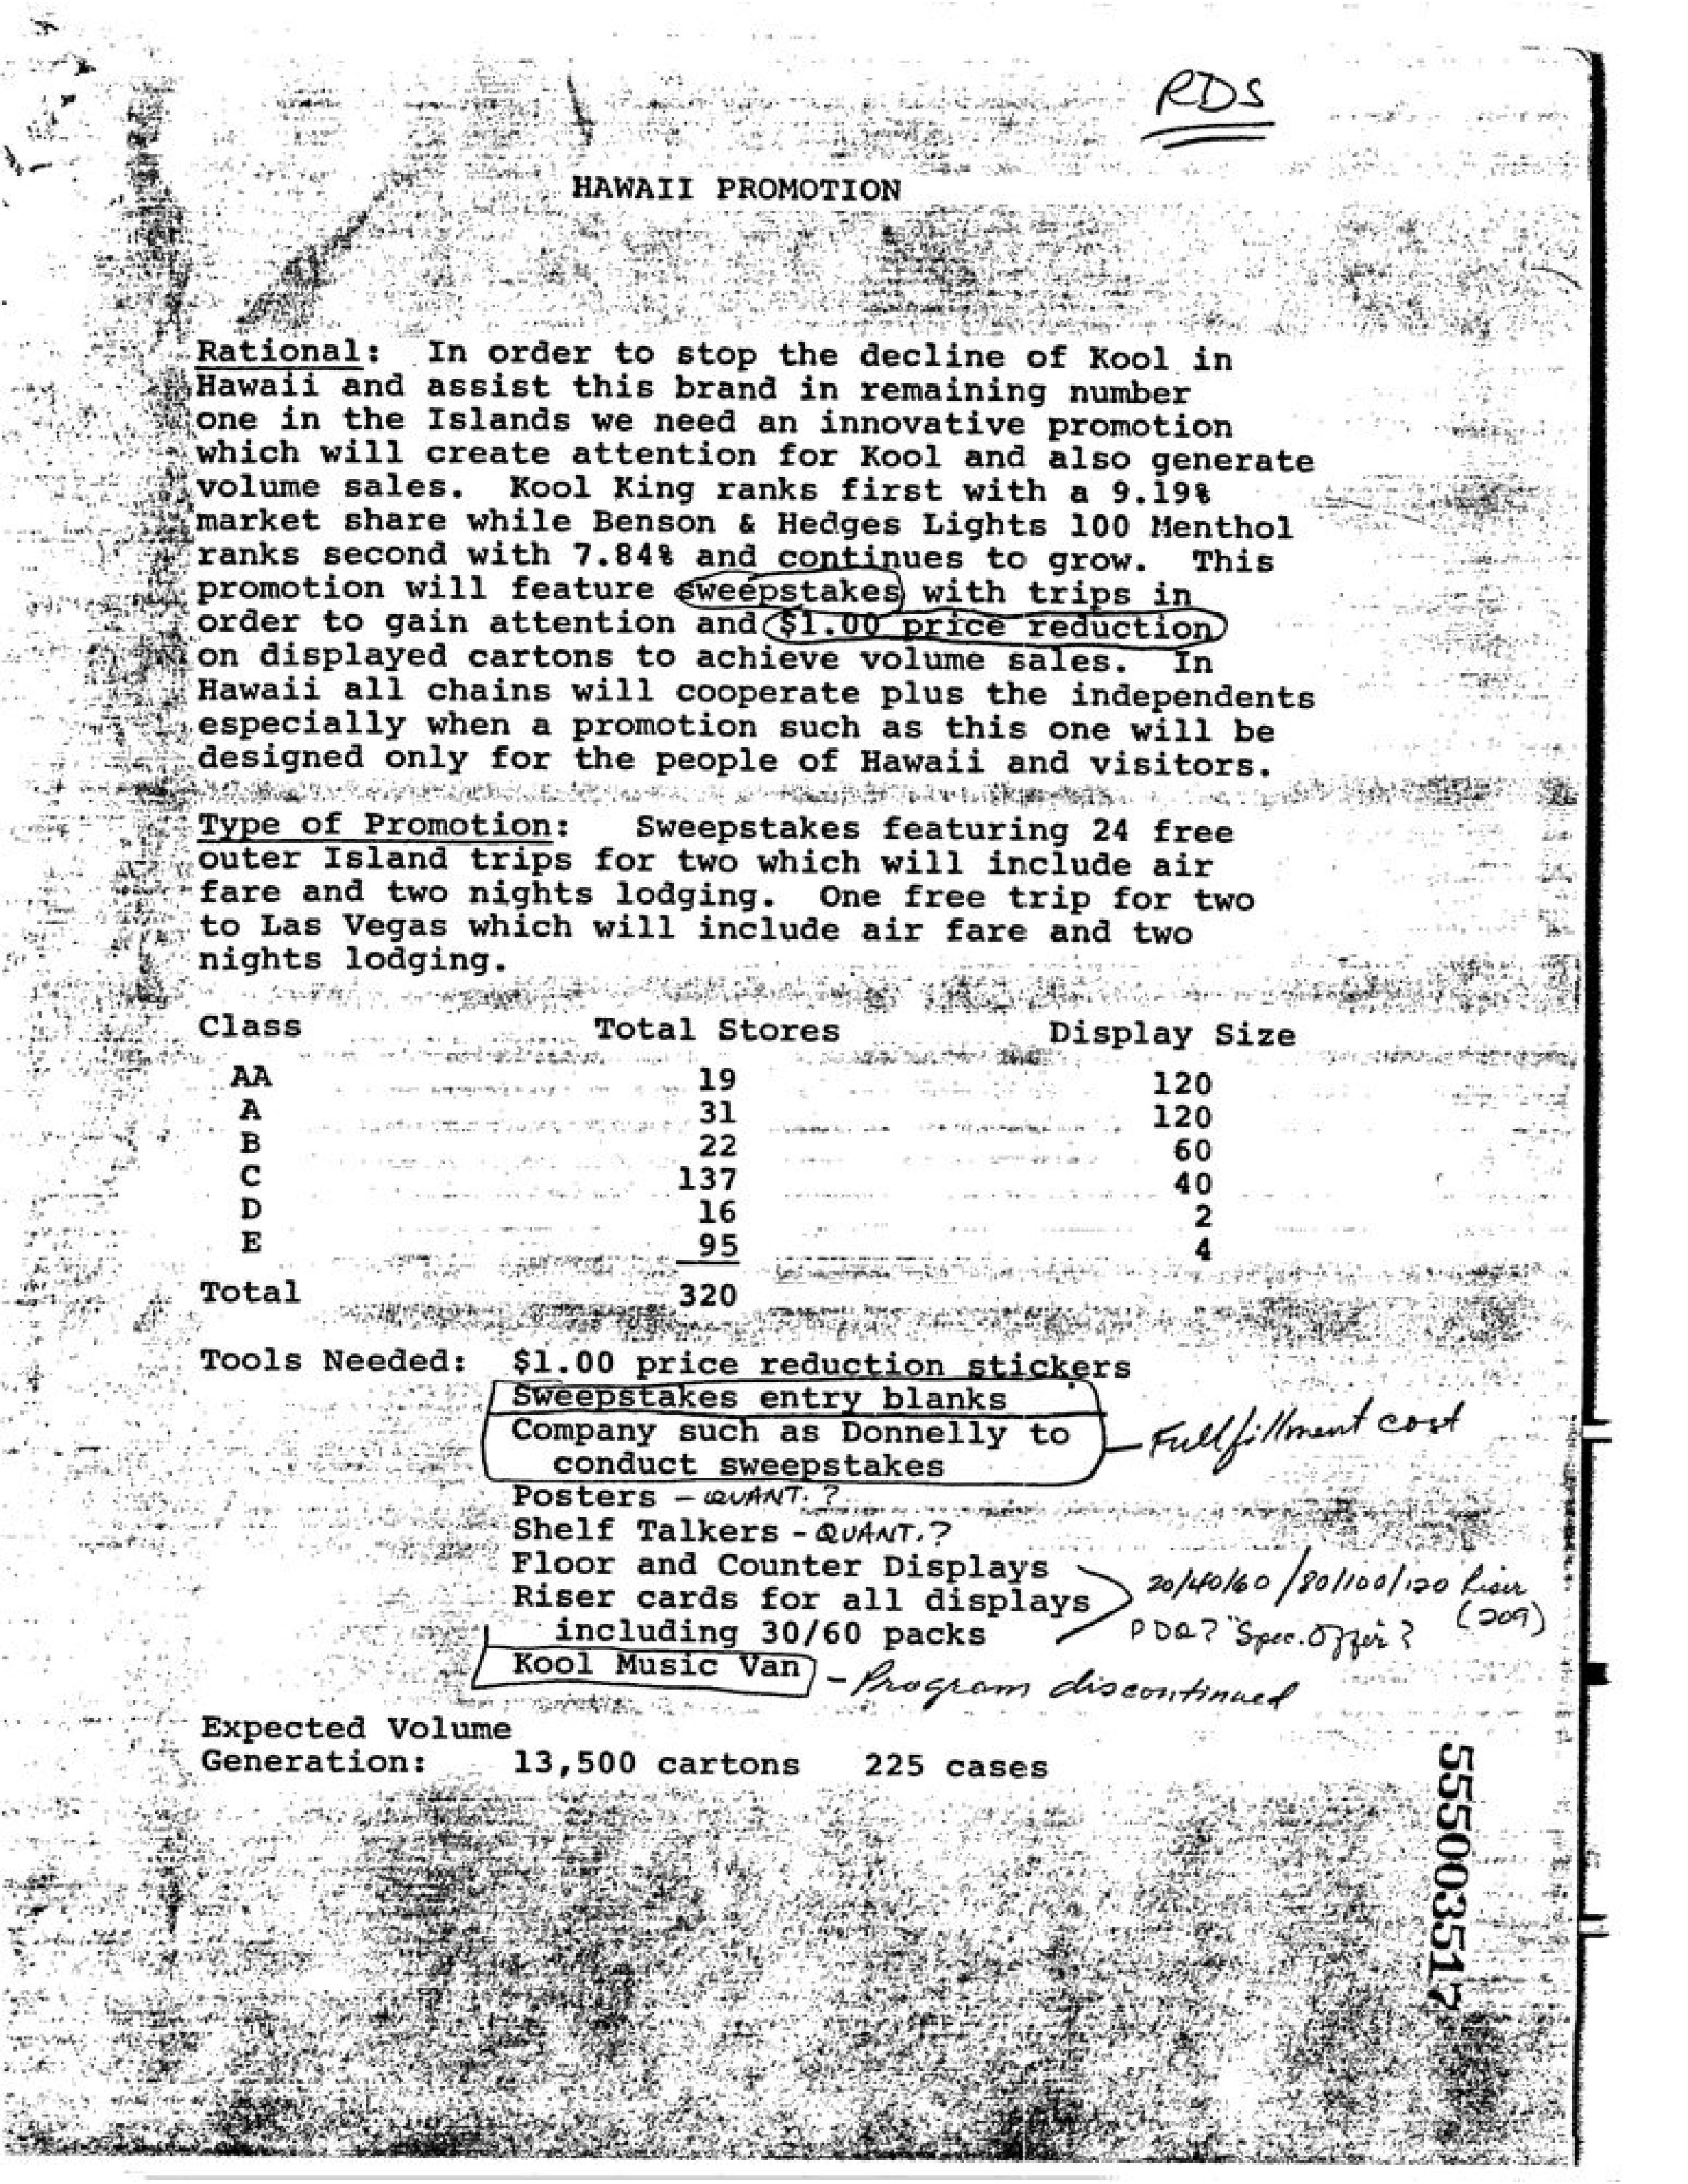 RDS
HAWAII PROMOTION
Rational: In order to stop the decline of Kool in
Hawaii and assist this brand in remaining number
one in the Islands we need an innovative promotion
which will create attention for Kool and also generate
volume sales. Kool King ranks first with a 9.19%
market share while Benson & Hedges Lights 100 Menthol
ranks second with 7.84% and continues to grow. This
promotion will feature sweepstakes with trips in
order to gain attention and $1.00 price reduction
on displayed cartons to achieve volume sales. In
Hawaii all chains will cooperate plus the independents
especially when a promotion such as this one will be
designed only for the people of Hawaii and visitors.
Type of Promotion: Sweepstakes featuring 24 free
outer Island trips for two which will include air
fare and two nights lodging. One free trip for two
to Las Vegas which will include air fare and two
nights lodging.
Class Total Stores Display Size
AA 19 120
A 31 120
B 22 60
C 137 40
D 16 2
E 95 4
Total 320
Tools Needed: $1.00 price reduction stickers
Sweepstakes entry blanks
Company such as Donnelly to - Fullfillment cost
conduct sweepstakes
Posters - QUANT. ?
Shelf Talkers - QUANT. ?
Floor and Counter Displays
Riser cards for all displays 20/40/60/80/100/120 Riser
(209)
including 30/60 packs PDQ? "Spec. Offer?
Kool Music Van - Program discontinued
Expected Volume
Generation: 13,500 cartons 225 cases
555003517